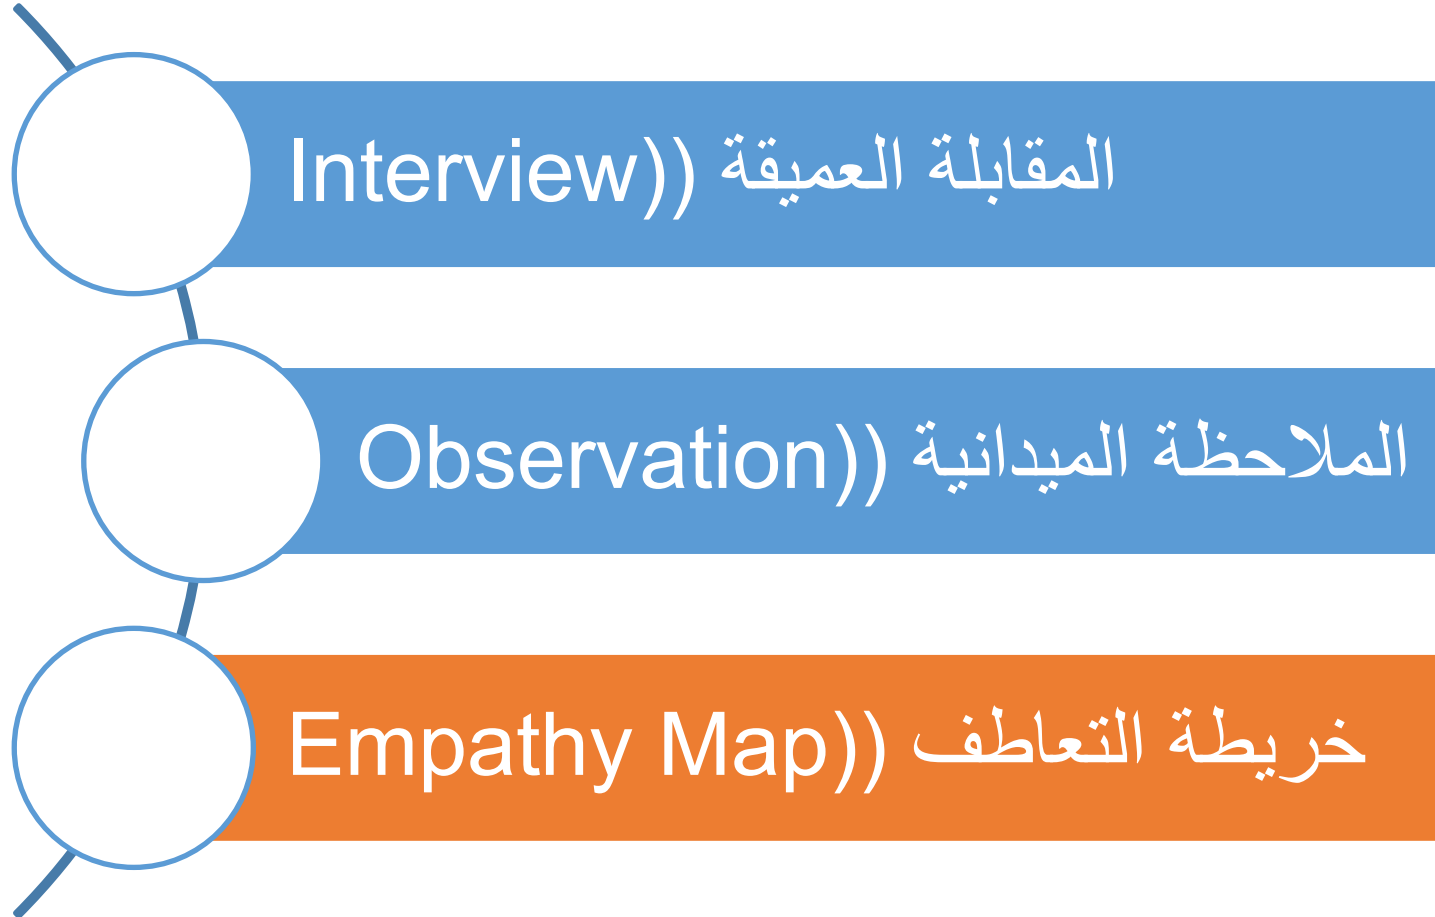 المقابلة العميقة ((Interview
الملاحظة الميدانية ((Observation
خريطة التعاطف ((Empathy Map